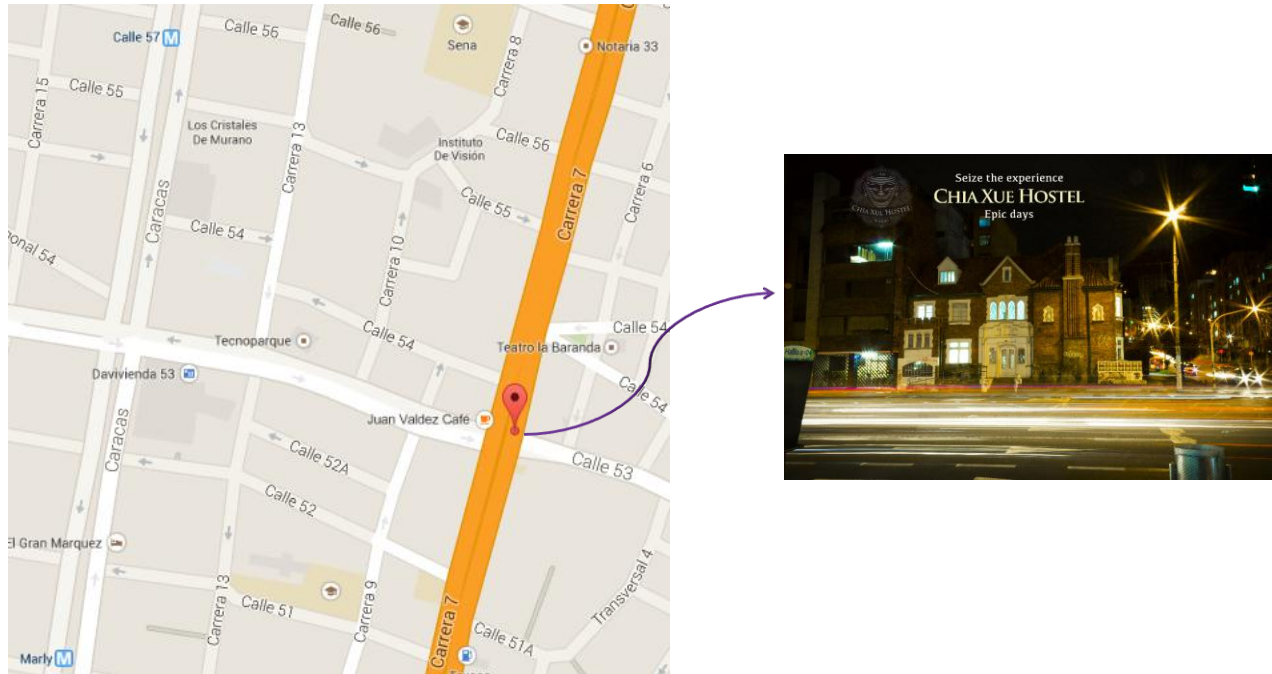 Calle 57 M
Calle 56
Calle 56
Sena
Carrera 8
Notaria 33
Carrera 15
Calle 55
Los Cristales
De Murano
Carrera 13
Instituto
De Visión
Calle 56
Carrera 7
Carrera 6
Caracas
Calle 55
Calle 54
onal 54
Carrera 10
Calle 54
Tecnoparque
Calle 54
Teatro la Baranda
Davivienda 53
Calle 54
Juan Valdez Café
Caracas
Calle 52A
Calle 53
Calle 52
El Gran Marquez
Carrera 13
Calle 51
Carrera 9
Carrera 7
Calle 51A
Transversal 4
Marly M
Seize the experience
CHIA XUE HOSTEL
Epic days
CHIA XUE HOSTEL